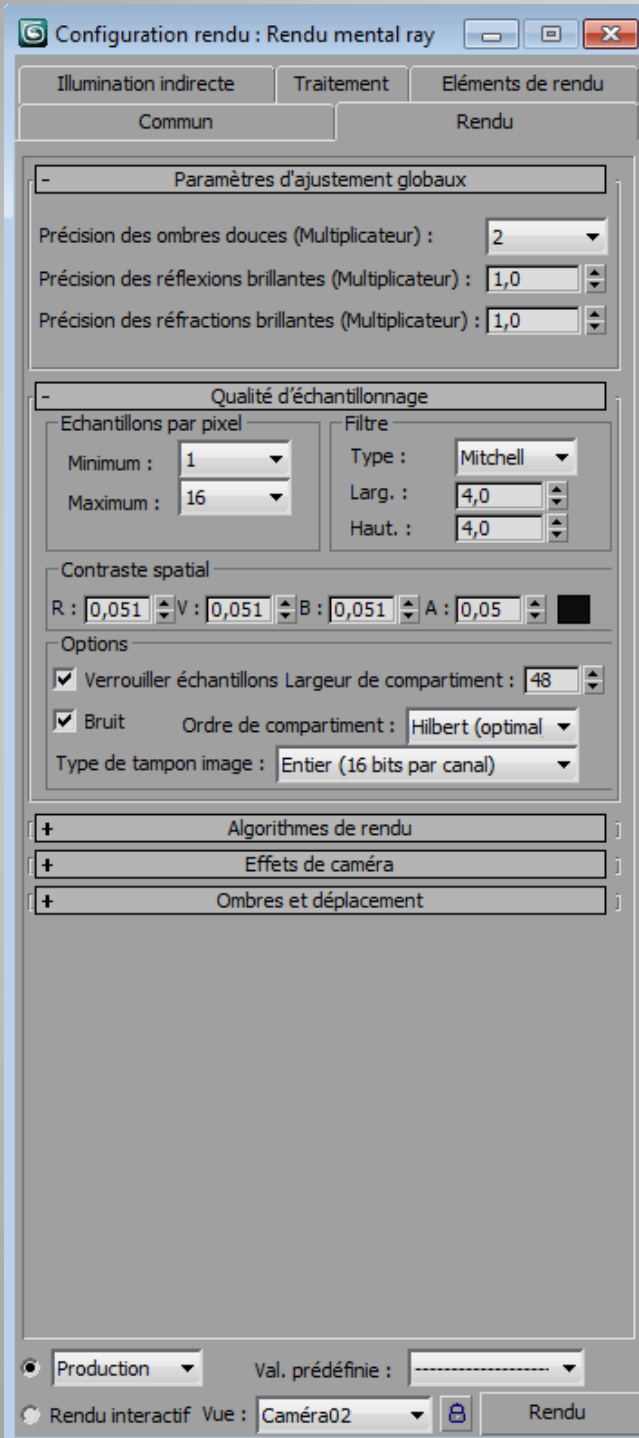 Configuration rendu : Rendu mental ray
Illumination indirecte Traitement Eléments de rendu
Commun Rendu
- Paramètres d'ajustement globaux
Précision des ombres douces (Multiplicateur) : 2
Précision des réflexions brillantes (Multiplicateur) : 1,0
Précision des réfractions brillantes (Multiplicateur) : 1,0
- Qualité d'échantillonnage
Echantillons par pixel Filtre
Minimum : 1 Type : Mitchell
Maximum : 16 Larg. : 4,0
Haut. : 4,0
Contraste spatial
R : 0,051 V : 0,051 B : 0,051 A : 0,05
Options
Verrouiller échantillons Largeur de compartiment : 48
Bruit Ordre de compartiment : Hilbert (optimal
Type de tampon image : Entier (16 bits par canal)
+ Algorithmes de rendu
+ Effets de caméra
+ Ombres et déplacement
Production Val. prédéfinie : --------------------
Rendu interactif Vue : Caméra02 Rendu